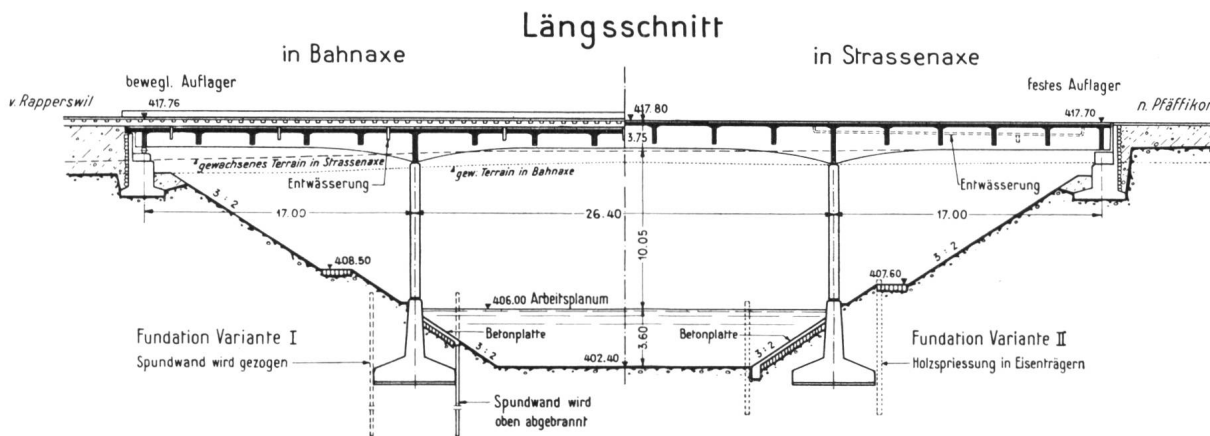 Längsschnitt
in Bahnaxe
in Strassenaxe
bewegl. Auflager
festes Auflager
v. Rapperswil
n. Pfäffikon
417.76
417.80
417.70
3.75
gewachsenes Terrain in Strassenaxe
gew. Terrain in Bahnaxe
Entwässerung
Entwässerung
3:2
17.00
26.40
17.00
3:2
10.05
408.50
407.60
406.00 Arbeitsplanum
Fundation Variante I
Spundwand wird gezogen
Betonplatte
3:2
402.40
3.60
Betonplatte
3:2
Fundation Variante II
Holzspriessung in Eisenträgern
Spundwand wird
oben abgebrannt